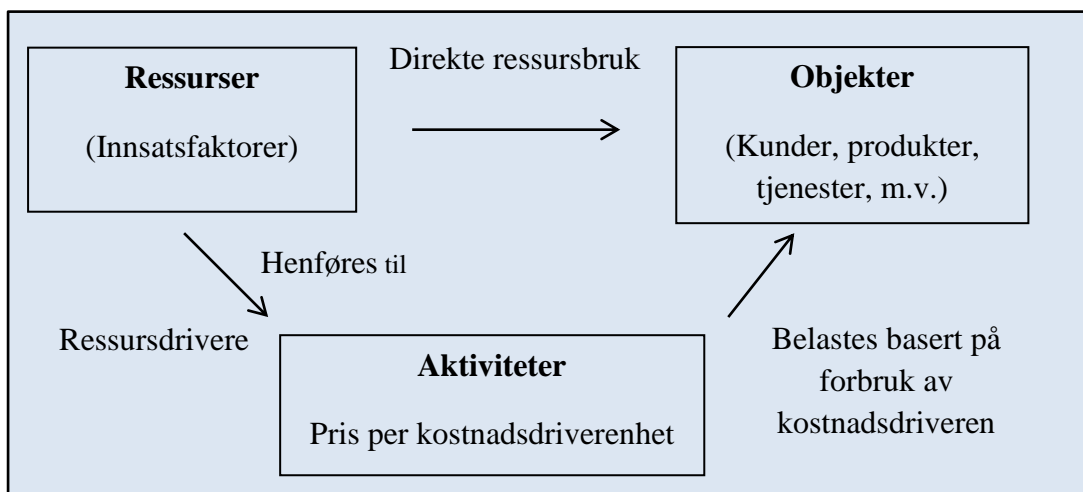 Ressurser
(Innsatsfaktorer)
Direkte ressursbruk
Objekter
(Kunder, produkter,
tjenester, m.v.)
Henføres til
Ressursdrivere
Aktiviteter
Pris per kostnadsdriverenhet
Belastes basert på
forbruk av
kostnadsdriveren